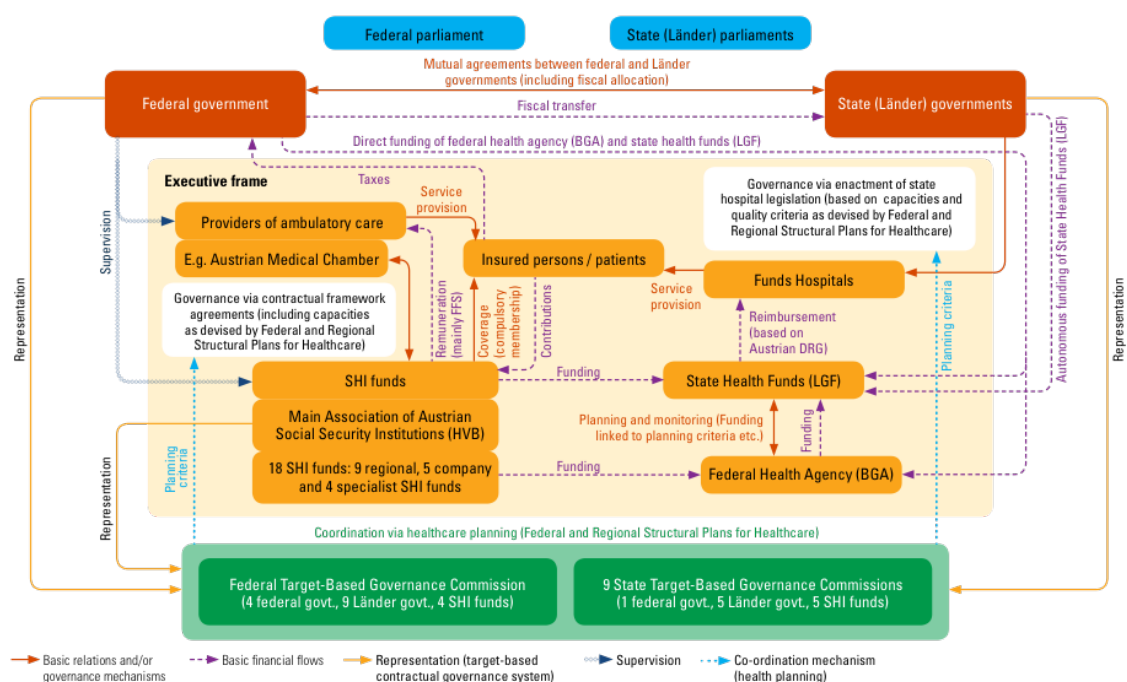 Federal parliament
State (Länder) parliaments
Mutual agreements between federal and Länder
governments (including fiscal allocation)
Federal government
State (Länder) governments
Fiscal transfer
Direct funding of federal health agency (BGA) and state health funds (LGF)
Executive frame
Taxes
Service
provision
Governance via enactment of state
hospital legislation (based on capacities and
quality criteria as devised by Federal and
Regional Structural Plans for Healthcare)
Providers of ambulatory care
E.g. Austrian Medical Chamber
Insured persons / patients
Funds Hospitals
Service
provision
Supervision
Representation
Governance via contractual framework
agreements (including capacities
as devised by Federal and Regional
Structural Plans for Healthcare)
Remuneration
(mainly FFS)
Coverage
(compulsory
membership)
Contributions
Reimbursement
(based on
Austrian DRG)
Planning criteria
Autonomous funding of State Health Funds (LGF)
Representation
SHI funds
Funding
State Health Funds (LGF)
Main Association of Austrian
Social Security Institutions (HVB)
Planning and monitoring (Funding
linked to planning criteria etc.)
Funding
18 SHI funds: 9 regional, 5 company
and 4 specialist SHI funds
Funding
Federal Health Agency (BGA)
Planning
criteria
Representation
Coordination via healthcare planning (Federal and Regional Structural Plans for Healthcare)
Federal Target-Based Governance Commission
(4 federal govt., 9 Länder govt., 4 SHI funds)
9 State Target-Based Governance Commissions
(1 federal govt., 5 Länder govt., 5 SHI funds)
Basic relations and/or
governance mechanisms
Basic financial flows
Representation (target-based
contractual governance system)
Supervision
Co-ordination mechanism
(health planning)